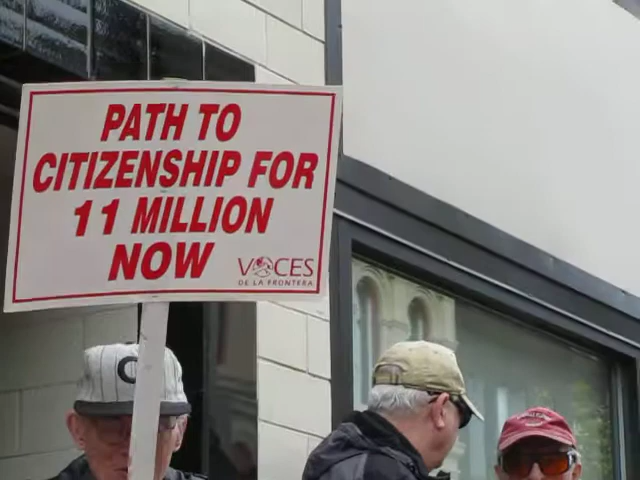 PATH TO
CITIZENSHIP FOR
11 MILLION
NOW
VOCES
DE LA FRONTERA
C